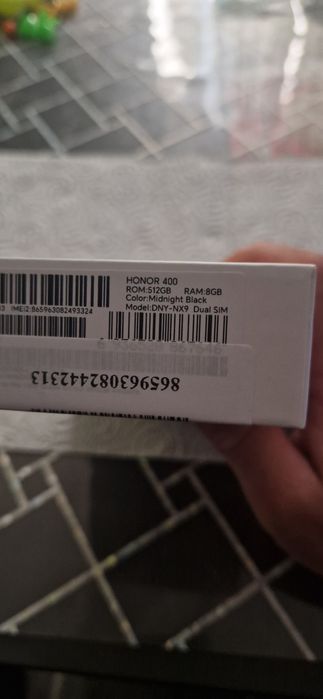 HONOR 400
ROM:512GB RAM:8GB
Color:Midnight Black
IMEI2:865963082493324 Model:DNY-NX9 Dual SIM
865963082442313